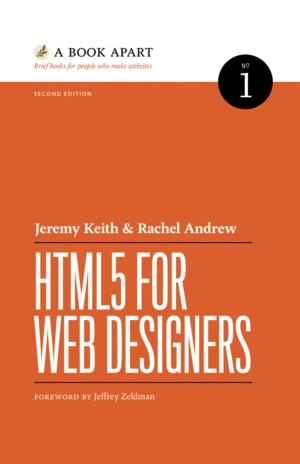 A BOOK APART
Brief books for people who make websites
Nº
1
SECOND EDITION
Jeremy Keith & Rachel Andrew
HTML5 FOR
WEB DESIGNERS
FOREWORD BY Jeffrey Zeldman